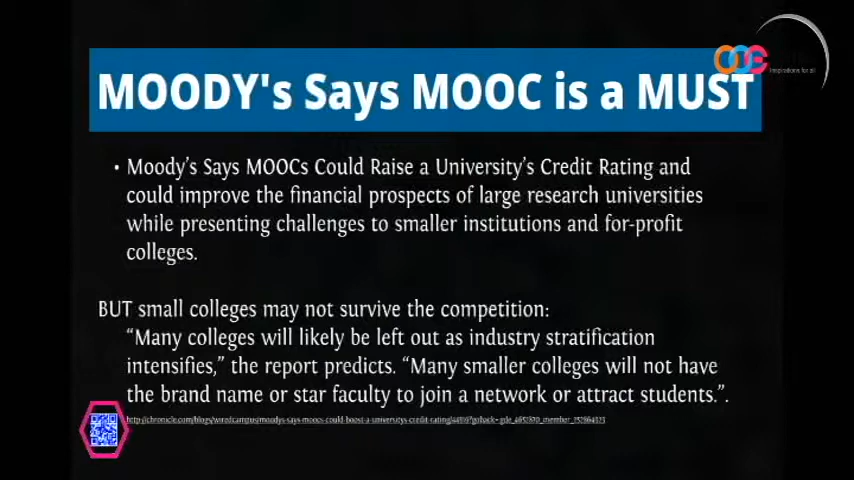 MOODY's Says MOOC is a MUST
inspirations for all
• Moody's Says MOOCs Could Raise a University's Credit Rating and
could improve the financial prospects of large research universities
while presenting challenges to smaller institutions and for-profit
colleges.
BUT small colleges may not survive the competition:
“Many colleges will likely be left out as industry stratification
intensifies,” the report predicts. “Many smaller colleges will not have
the brand name or star faculty to join a network or attract students.”.